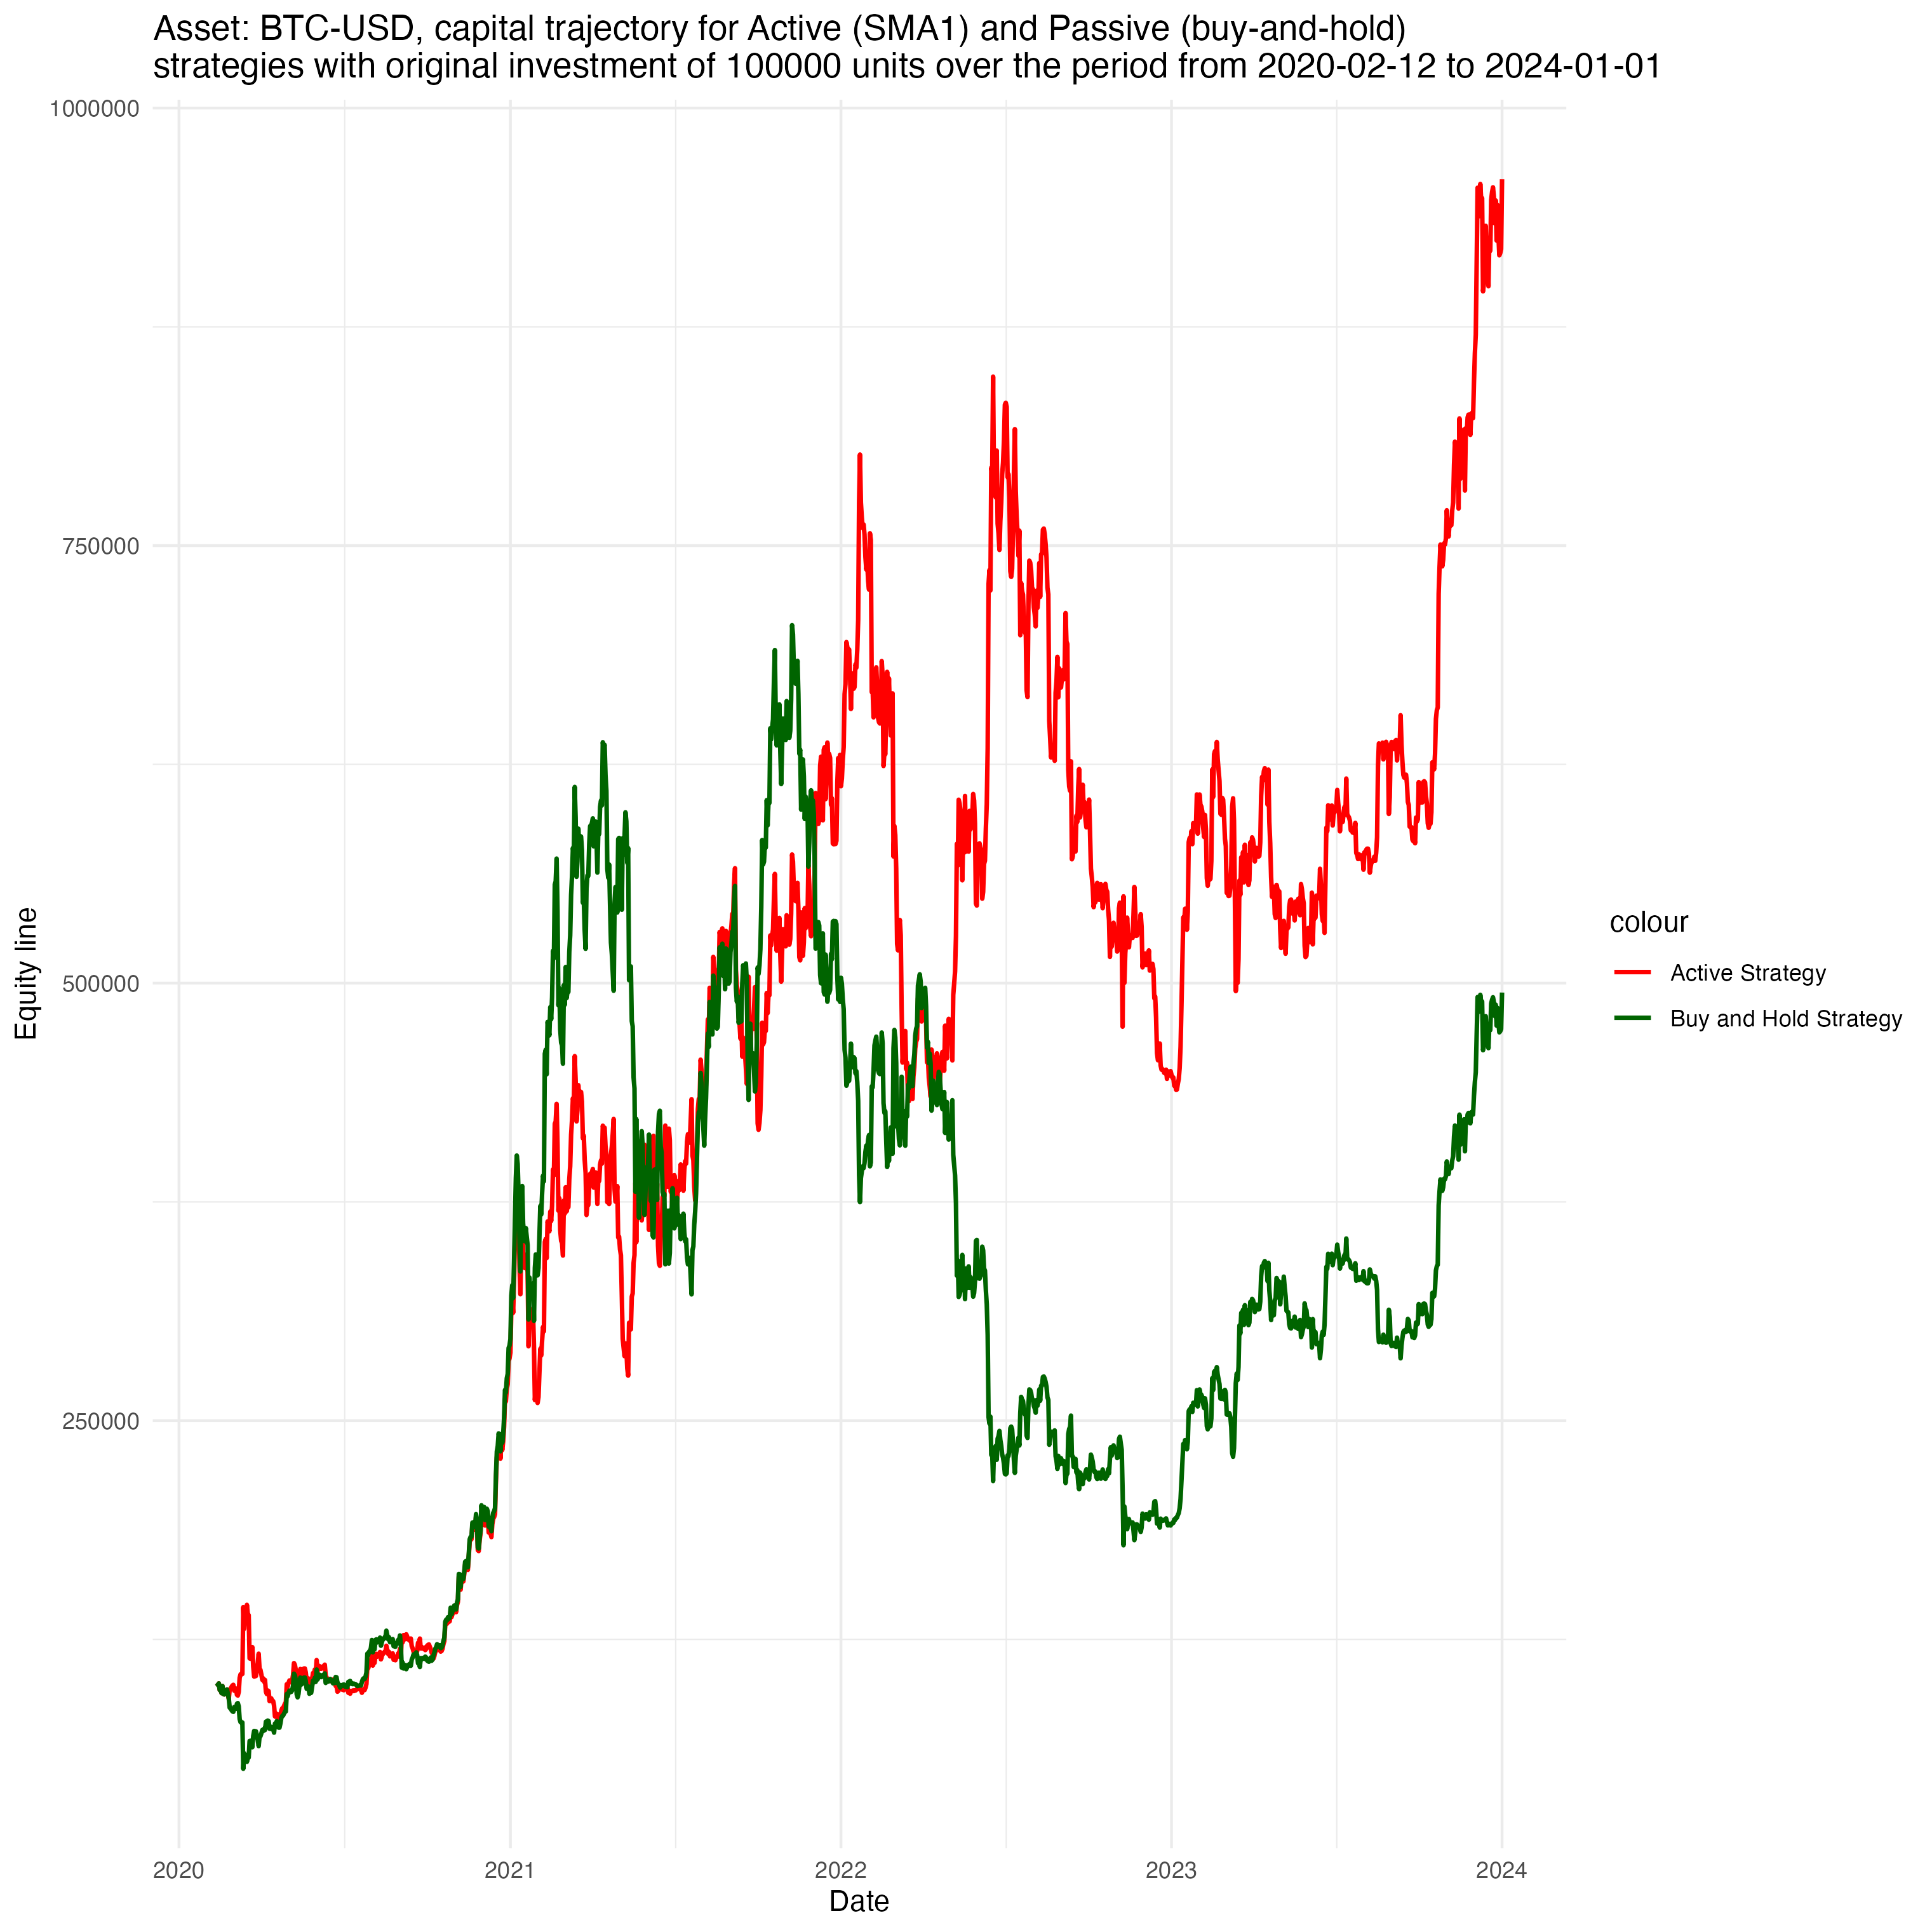 Asset: BTC-USD, capital trajectory for Active (SMA1) and Passive (buy-and-hold)
strategies with original investment of 100000 units over the period from 2020-02-12 to 2024-01-01
1000000
750000
500000
250000
Equity line
2020
2021
2022
2023
2024
Date
colour
Active Strategy
Buy and Hold Strategy